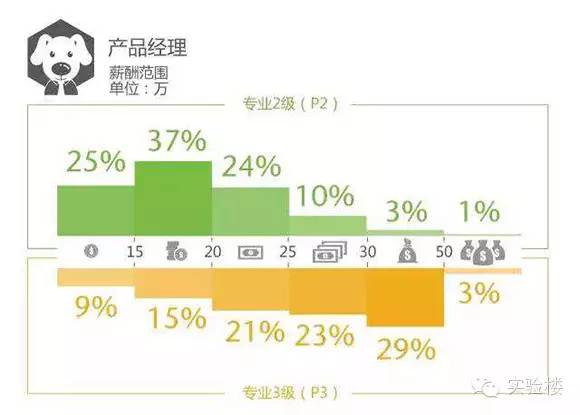 产品经理
薪酬范围
单位：万
专业2级（P2）
25% 37% 24% 10% 3% 1%
15 20 25 30 50
9% 15% 21% 23% 29% 3%
专业3级（P3）
实验楼